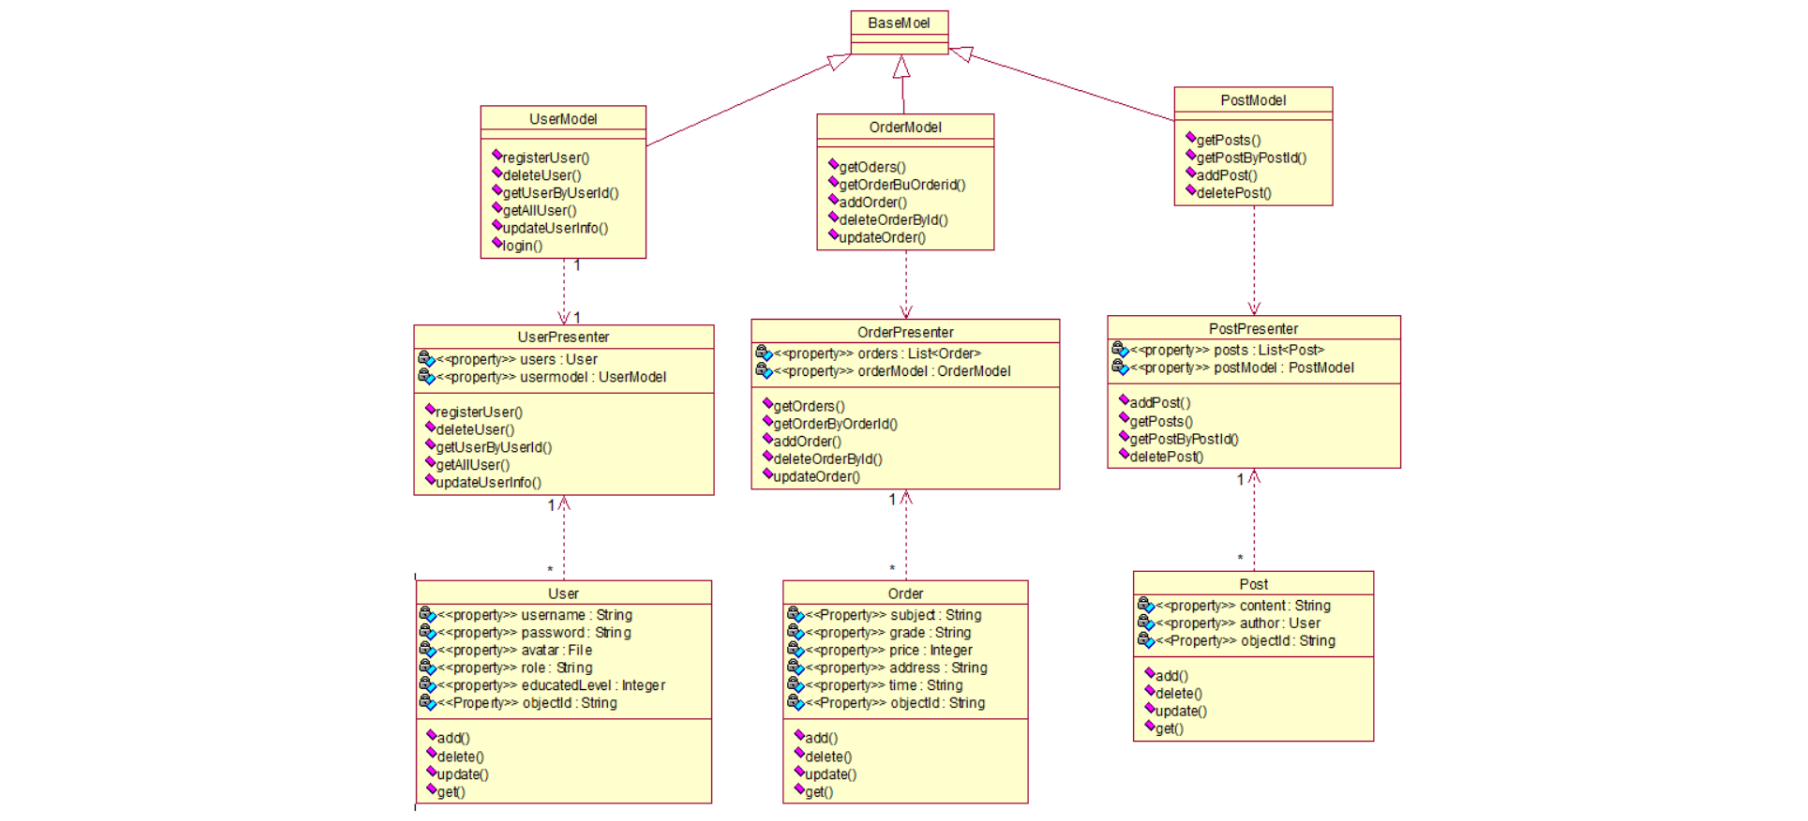 BaseMoel
UserModel
registerUser()
deleteUser()
getUserByUserId()
getAllUser()
updateUserInfo()
login()
OrderModel
getOders()
getOrderBuOrderid()
addOrder()
deleteOrderById()
updateOrder()
PostModel
getPosts()
getPostByPostId()
addPost()
deletePost()
1
1
UserPresenter
<<property>> users : User
<<property>> usermodel : UserModel
registerUser()
deleteUser()
getUserByUserId()
getAllUser()
updateUserInfo()
OrderPresenter
<<property>> orders : List<Order>
<<property>> orderModel : OrderModel
getOrders()
getOrderByOrderId()
addOrder()
deleteOrderById()
updateOrder()
PostPresenter
<<property>> posts : List<Post>
<<property>> postModel : PostModel
addPost()
getPosts()
getPostByPostId()
deletePost()
1
*
1
*
1
*
User
<<property>> username : String
<<property>> password : String
<<property>> avatar : File
<<property>> role : String
<<property>> educatedLevel : Integer
<<Property>> objectId : String
add()
delete()
update()
get()
Order
<<Property>> subject : String
<<property>> grade : String
<<property>> price : Integer
<<property>> address : String
<<property>> time : String
<<Property>> objectId : String
add()
delete()
update()
get()
Post
<<property>> content : String
<<property>> author : User
<<Property>> objectId : String
add()
delete()
update()
get()